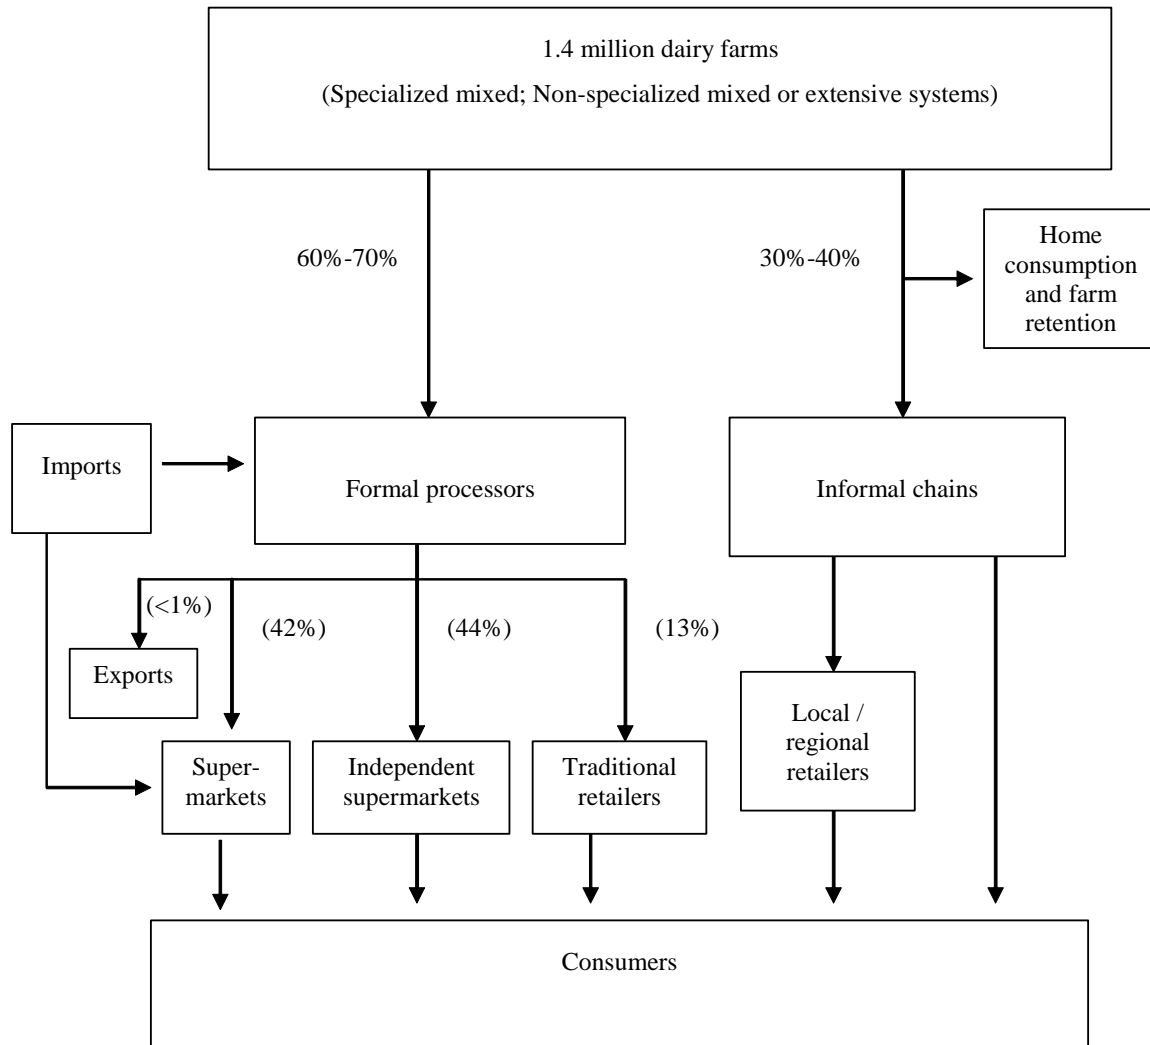 1.4 million dairy farms
(Specialized mixed; Non-specialized mixed or extensive systems)
60%-70%
30%-40%
Home
consumption
and farm
retention
Imports
Formal processors
Informal chains
(<1%)
(42%)
(44%)
(13%)
Exports
Super-
markets
Independent
supermarkets
Traditional
retailers
Local /
regional
retailers
Consumers